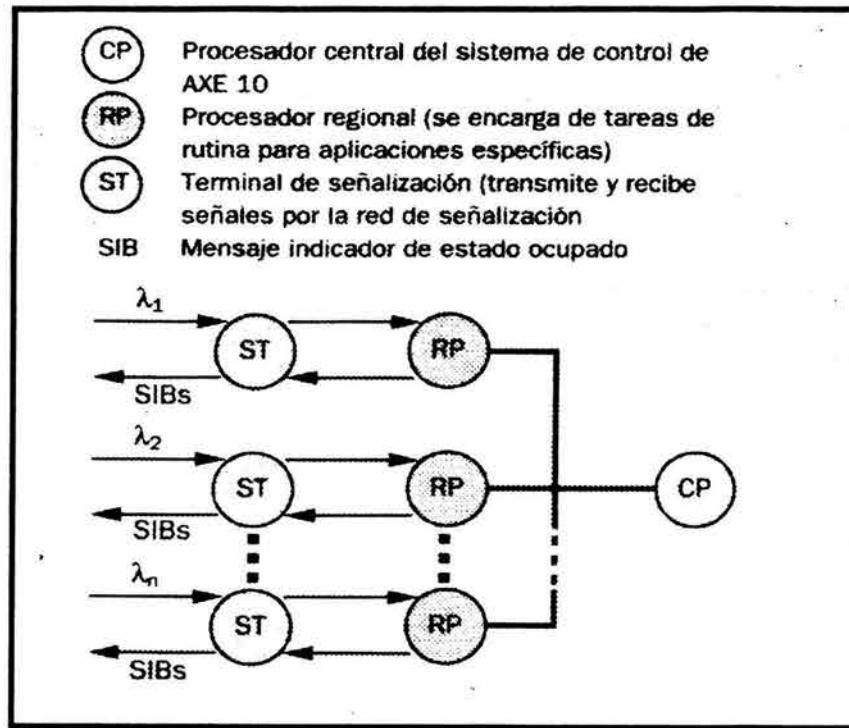 CP Procesador central del sistema de control de
AXE 10
RP Procesador regional (se encarga de tareas de
rutina para aplicaciones específicas)
ST Terminal de señalización (transmite y recibe
señales por la red de señalización
SIB Mensaje indicador de estado ocupado
λ1
ST RP
SIBs
λ2
ST RP CP
SIBs
λn
ST RP
SIBs